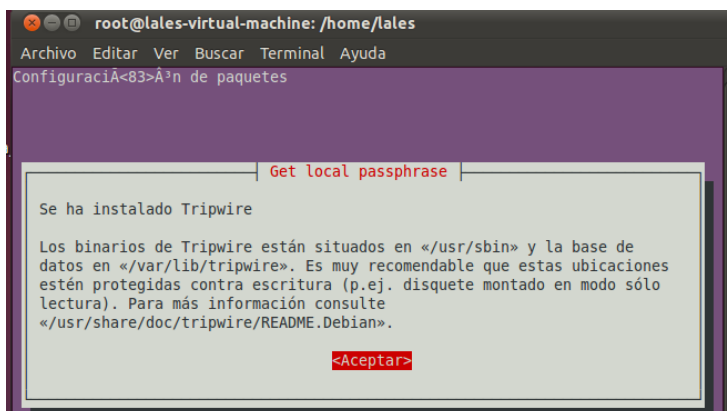 root@lales-virtual-machine: /home/lales
Archivo Editar Ver Buscar Terminal Ayuda
ConfiguraciÃ<83>Â³n de paquetes
Get local passphrase
Se ha instalado Tripwire
Los binarios de Tripwire están situados en «/usr/sbin» y la base de
datos en «/var/lib/tripwire». Es muy recomendable que estas ubicaciones
estén protegidas contra escritura (p.ej. disquete montado en modo sólo
lectura). Para más información consulte
«/usr/share/doc/tripwire/README.Debian».
<Aceptar>